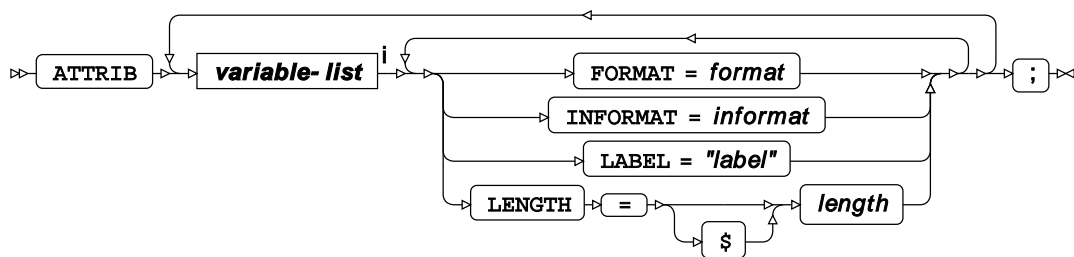 ATTRIB variable- list i FORMAT = format ;
INFORMAT = informat
LABEL = "label"
LENGTH = length
$